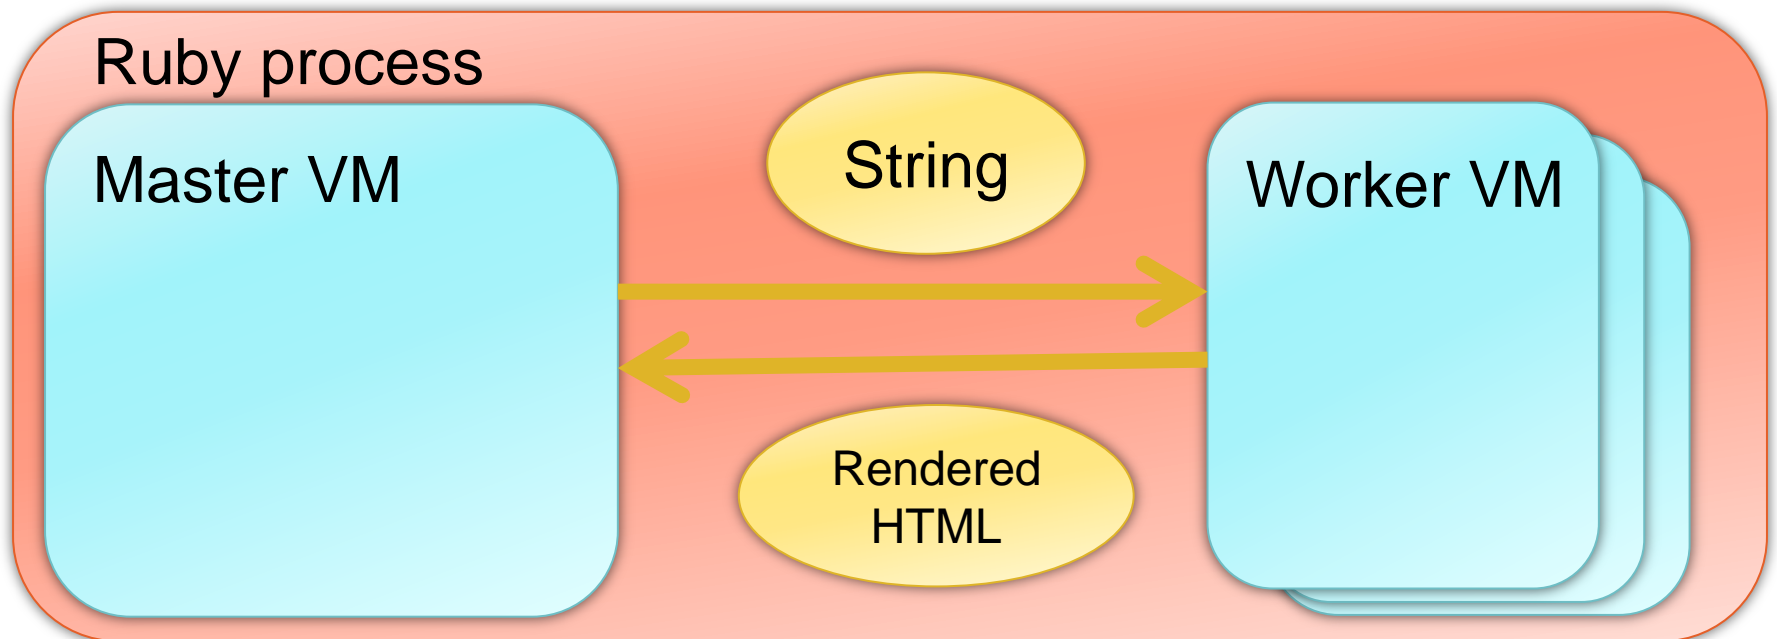 Ruby process
Master VM
String
Worker VM
Rendered
HTML